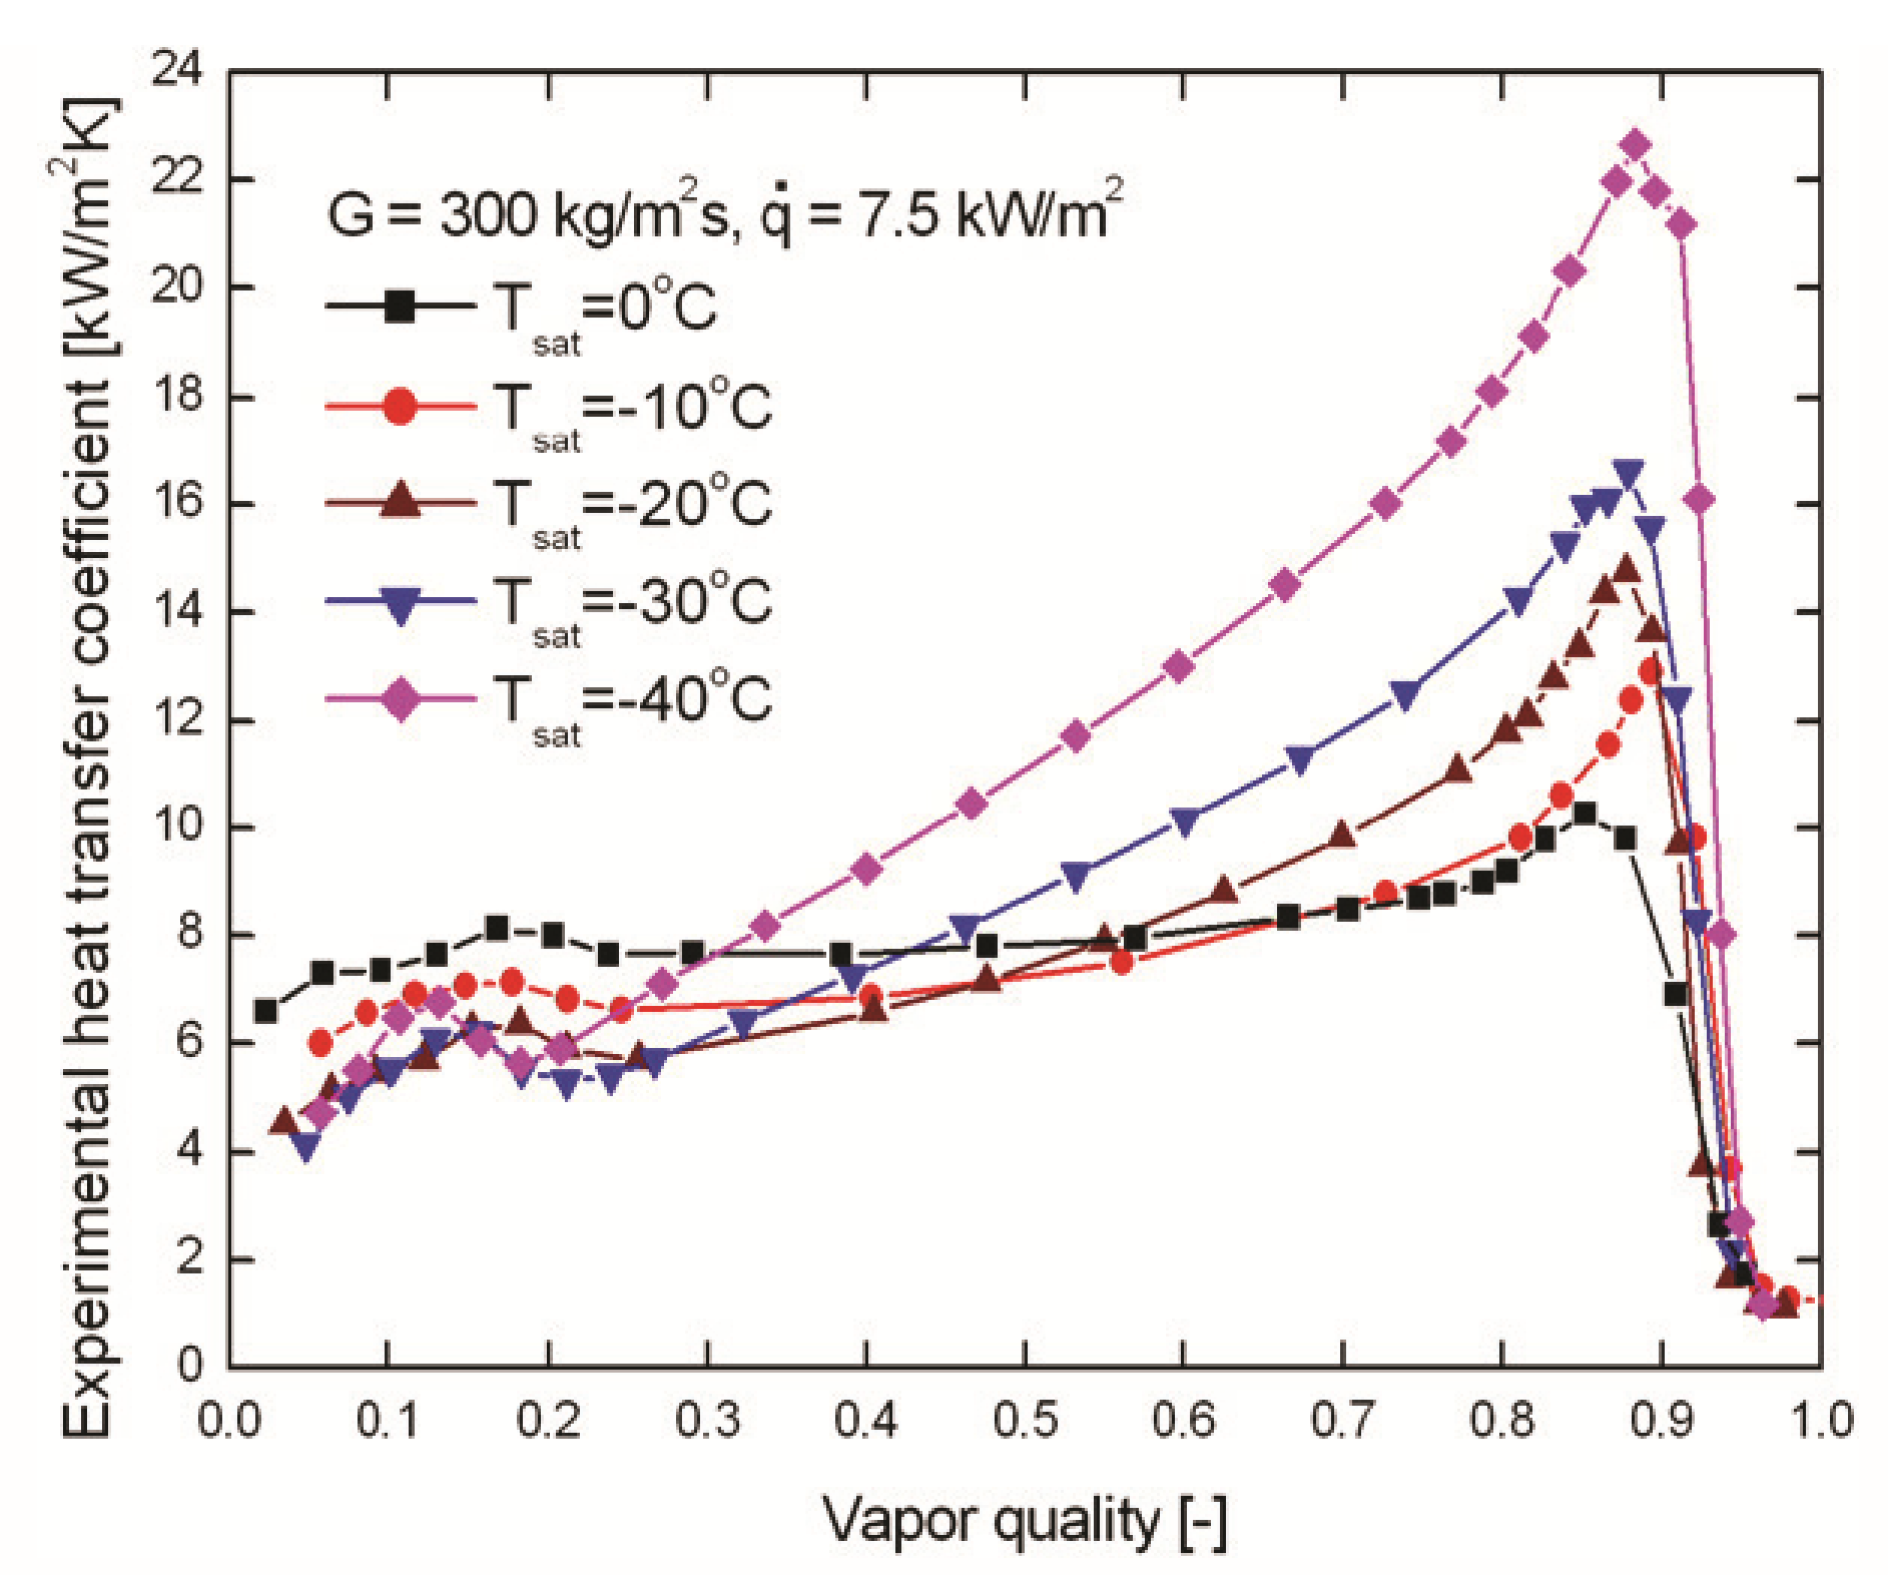 Experimental heat transfer coefficient [kW/m²K]
24
22
20
18
16
14
12
10
8
6
4
2
0
G = 300 kg/m²s, q̇ = 7.5 kW/m²
Tsat=0°C
Tsat=-10°C
Tsat=-20°C
Tsat=-30°C
Tsat=-40°C
0.0 0.1 0.2 0.3 0.4 0.5 0.6 0.7 0.8 0.9 1.0
Vapor quality [-]